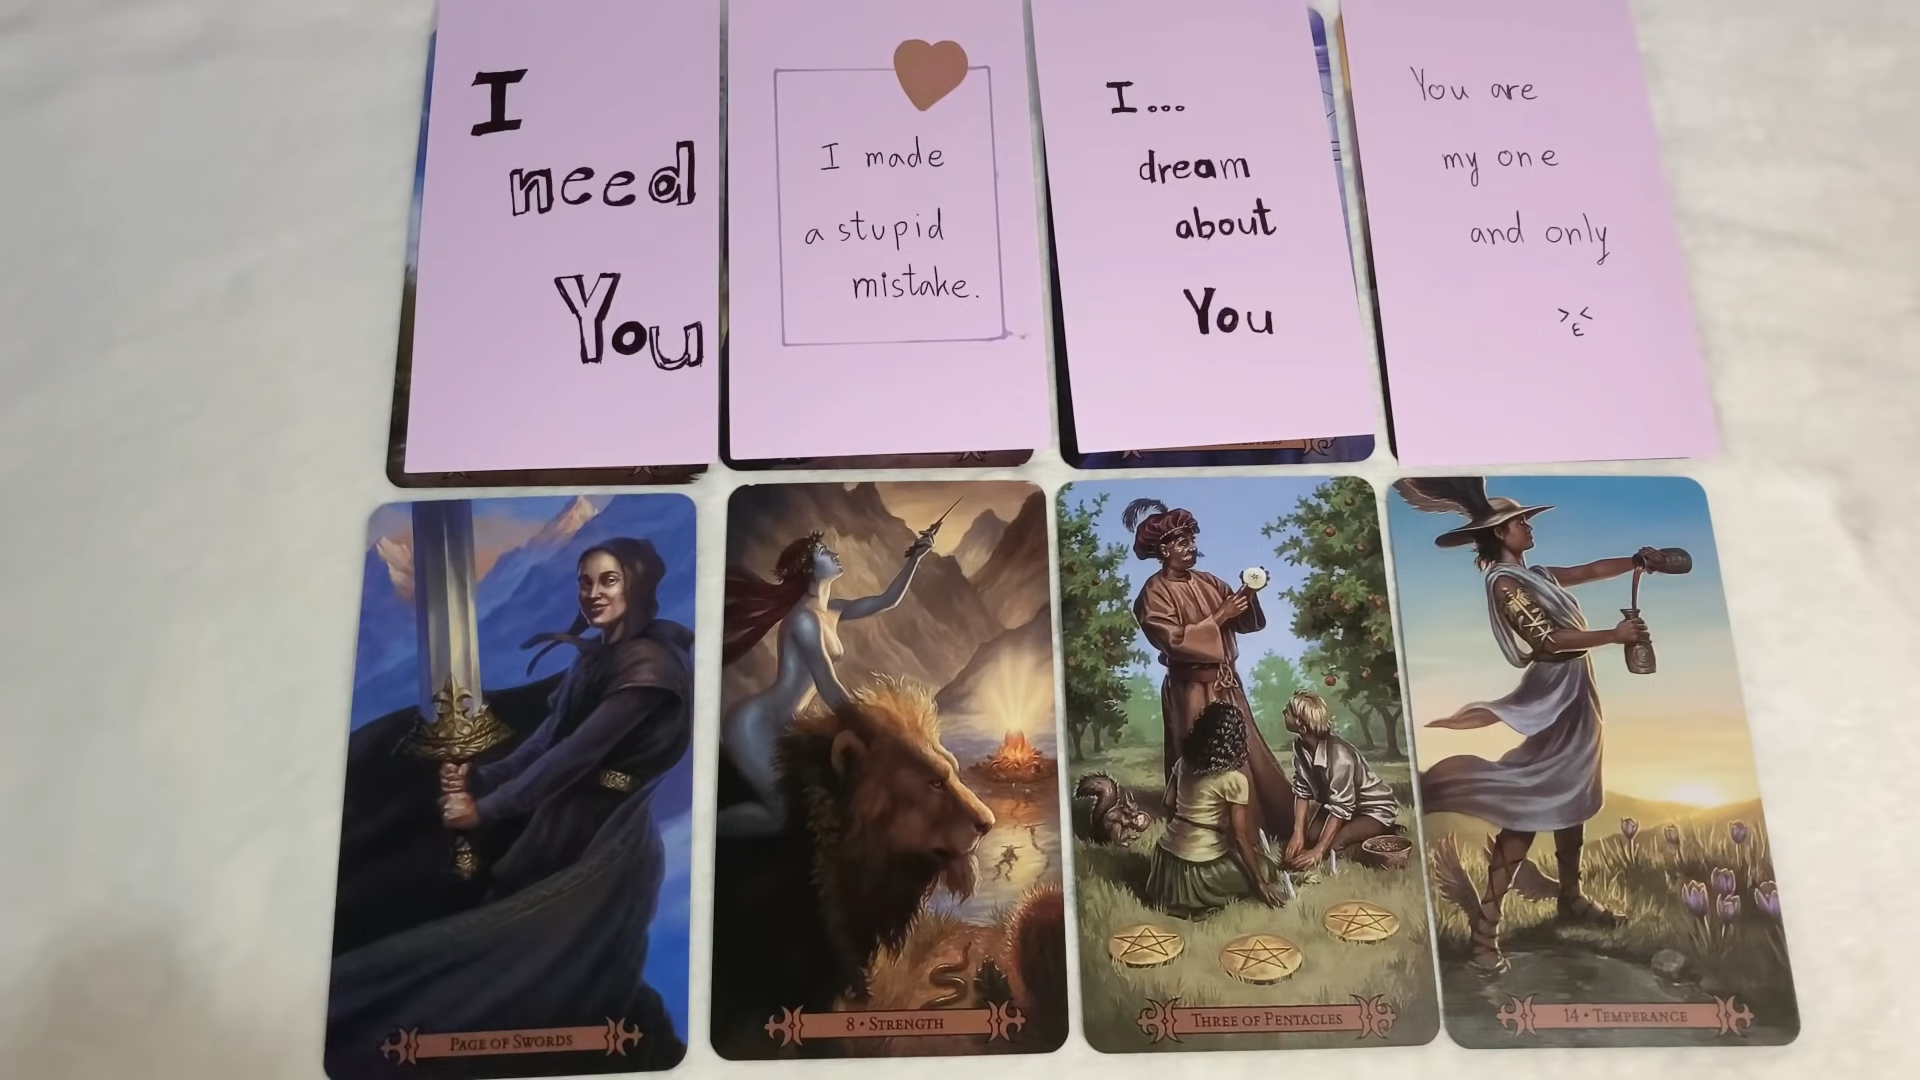 I
need
You
I made
a stupid
mistake.
I...
dream
about
You
You are
my one
and only
>ε<
PAGE OF SWORDS
8 • STRENGTH
THREE OF PENTACLES
14 • TEMPERANCE